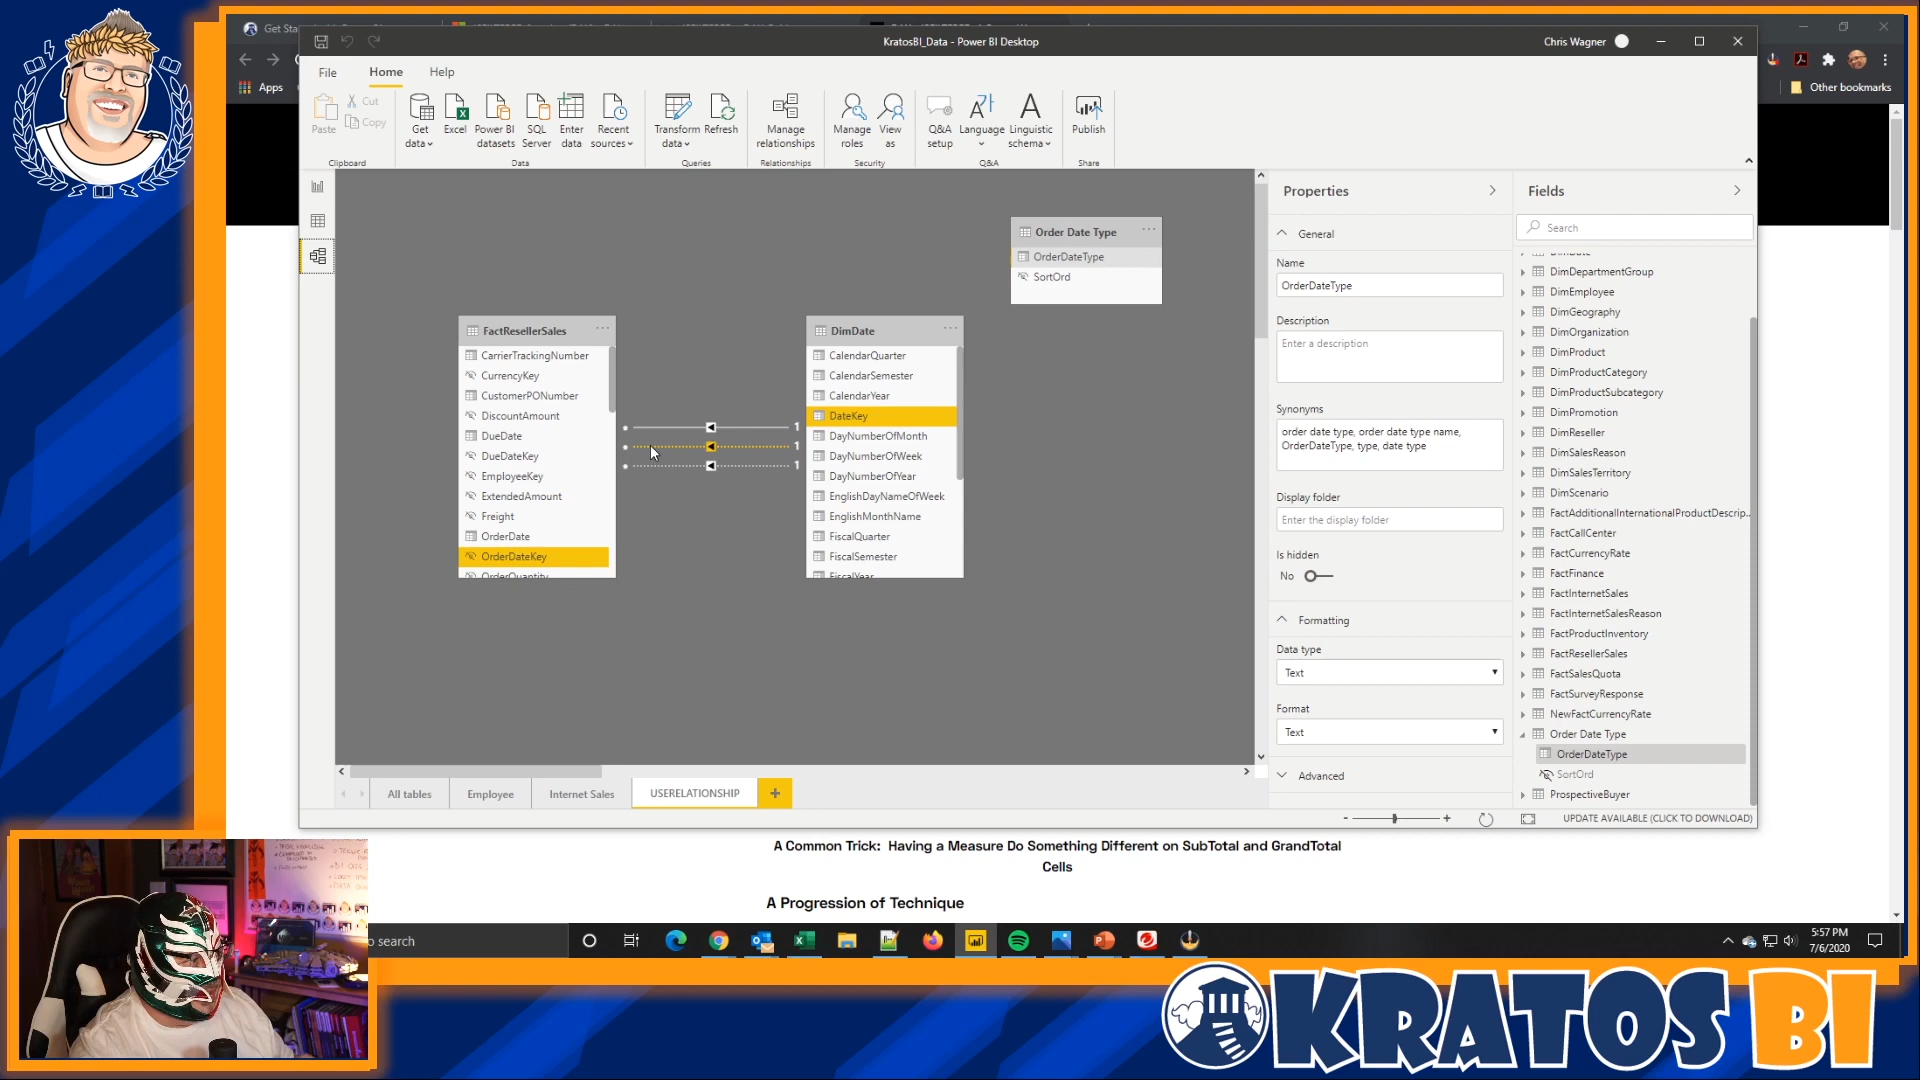 Get Sta
KratosBI_Data - Power BI Desktop
Chris Wagner
File
Home
Help
Apps
Other bookmarks
Paste
Cut
Copy
Clipboard
Get data
Excel
Power BI datasets
SQL Server
Enter data
Recent sources
Data
Transform data
Refresh
Queries
Manage relationships
Relationships
Manage roles
View as
Security
Q&A setup
Language
Linguistic schema
Q&A
Publish
Share
Order Date Type
OrderDateType
SortOrd
FactResellerSales
CarrierTrackingNumber
CurrencyKey
CustomerPONumber
DiscountAmount
DueDate
DueDateKey
EmployeeKey
ExtendedAmount
Freight
OrderDate
OrderDateKey
OrderQuantity
1
1
1
DimDate
CalendarQuarter
CalendarSemester
CalendarYear
DateKey
DayNumberOfMonth
DayNumberOfWeek
DayNumberOfYear
EnglishDayNameOfWeek
EnglishMonthName
FiscalQuarter
FiscalSemester
FiscalYear
All tables
Employee
Internet Sales
USERELATIONSHIP
+
Properties
General
Name
OrderDateType
Description
Enter a description
Synonyms
order date type, order date type name,
OrderDateType, type, date type
Display folder
Enter the display folder
Is hidden
No
Formatting
Data type
Text
Format
Text
Advanced
Fields
Search
DimDate
DimDepartmentGroup
DimEmployee
DimGeography
DimOrganization
DimProduct
DimProductCategory
DimProductSubcategory
DimPromotion
DimReseller
DimSalesReason
DimSalesTerritory
DimScenario
FactAdditionalInternationalProductDescrip...
FactCallCenter
FactCurrencyRate
FactFinance
FactInternetSales
FactInternetSalesReason
FactProductInventory
FactResellerSales
FactSalesQuota
FactSurveyResponse
NewFactCurrencyRate
Order Date Type
OrderDateType
SortOrd
ProspectiveBuyer
- +
UPDATE AVAILABLE (CLICK TO DOWNLOAD)
A Common Trick: Having a Measure Do Something Different on SubTotal and GrandTotal
Cells
A Progression of Technique
o search
5:57 PM
7/6/2020
KRATOS BI